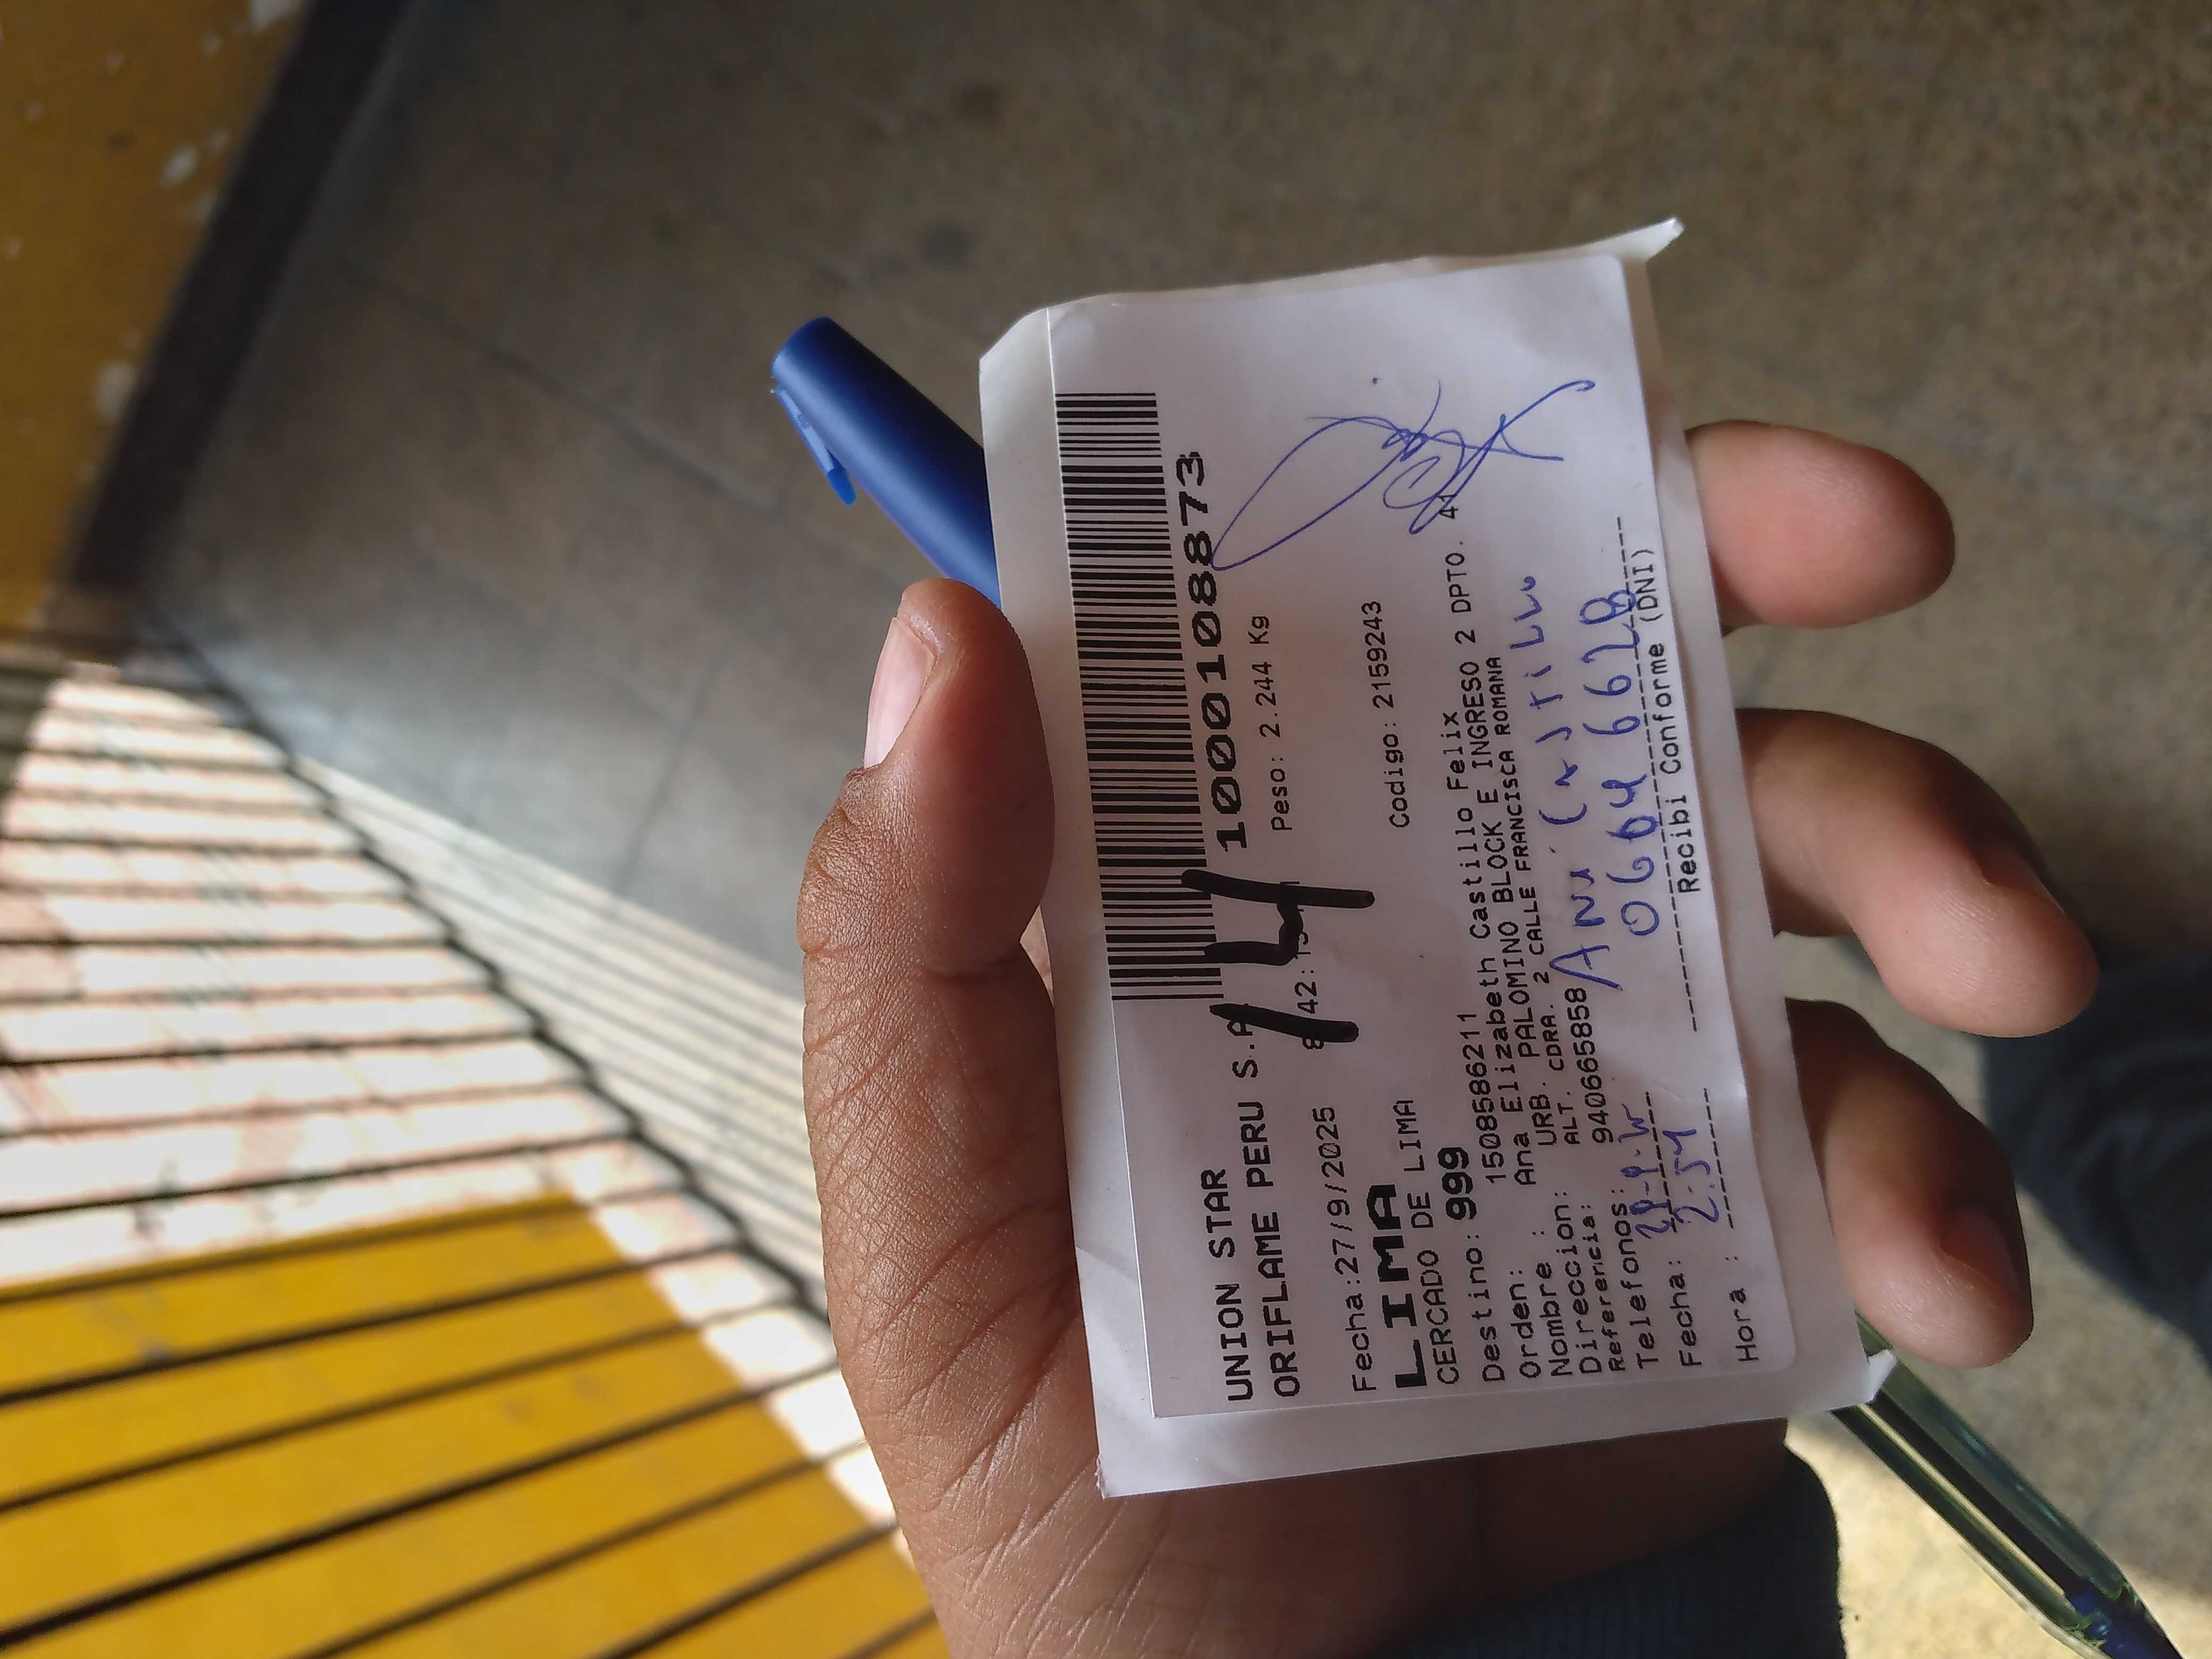 UNION STAR
ORIFLAME PERU S.A
10001088873
14
Peso: 2.244 Kg
Fecha:27/9/2025
LIMA
CERCADO DE LIMA
Codigo: 2159243
Destino: 999
Orden: 1508586211
Nombre : Ana Elizabeth Castillo Felix
Direccion: URB. PALOMINO BLOCK E INGRESO 2 DPTO. 41
Referencia: ALT. CDRA. 2 CALLE FRANCISCA ROMANA
Telefonos: 940665858
Ana Castillo
Fecha:
2:54
Hora :
Recibi Conforme (DNI)